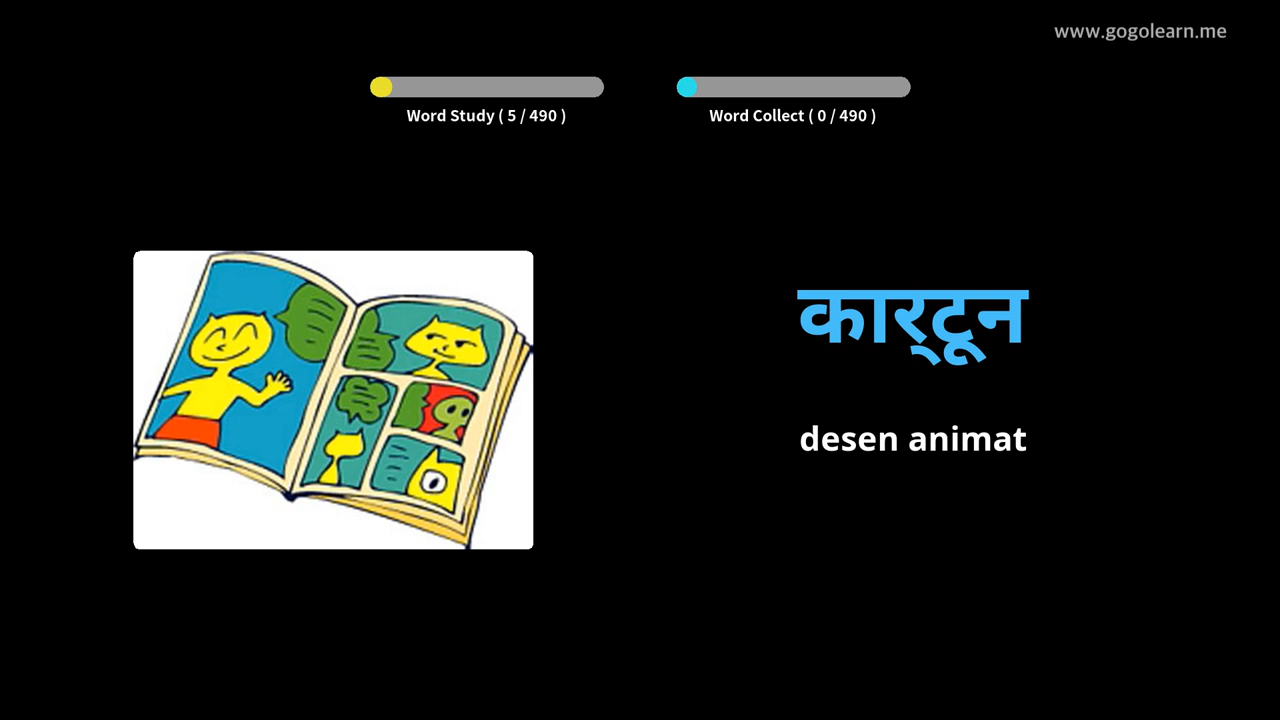 www.gogolearn.me
Word Study ( 5 / 490 )
Word Collect ( 0 / 490 )
कार्‌टून
desen animat